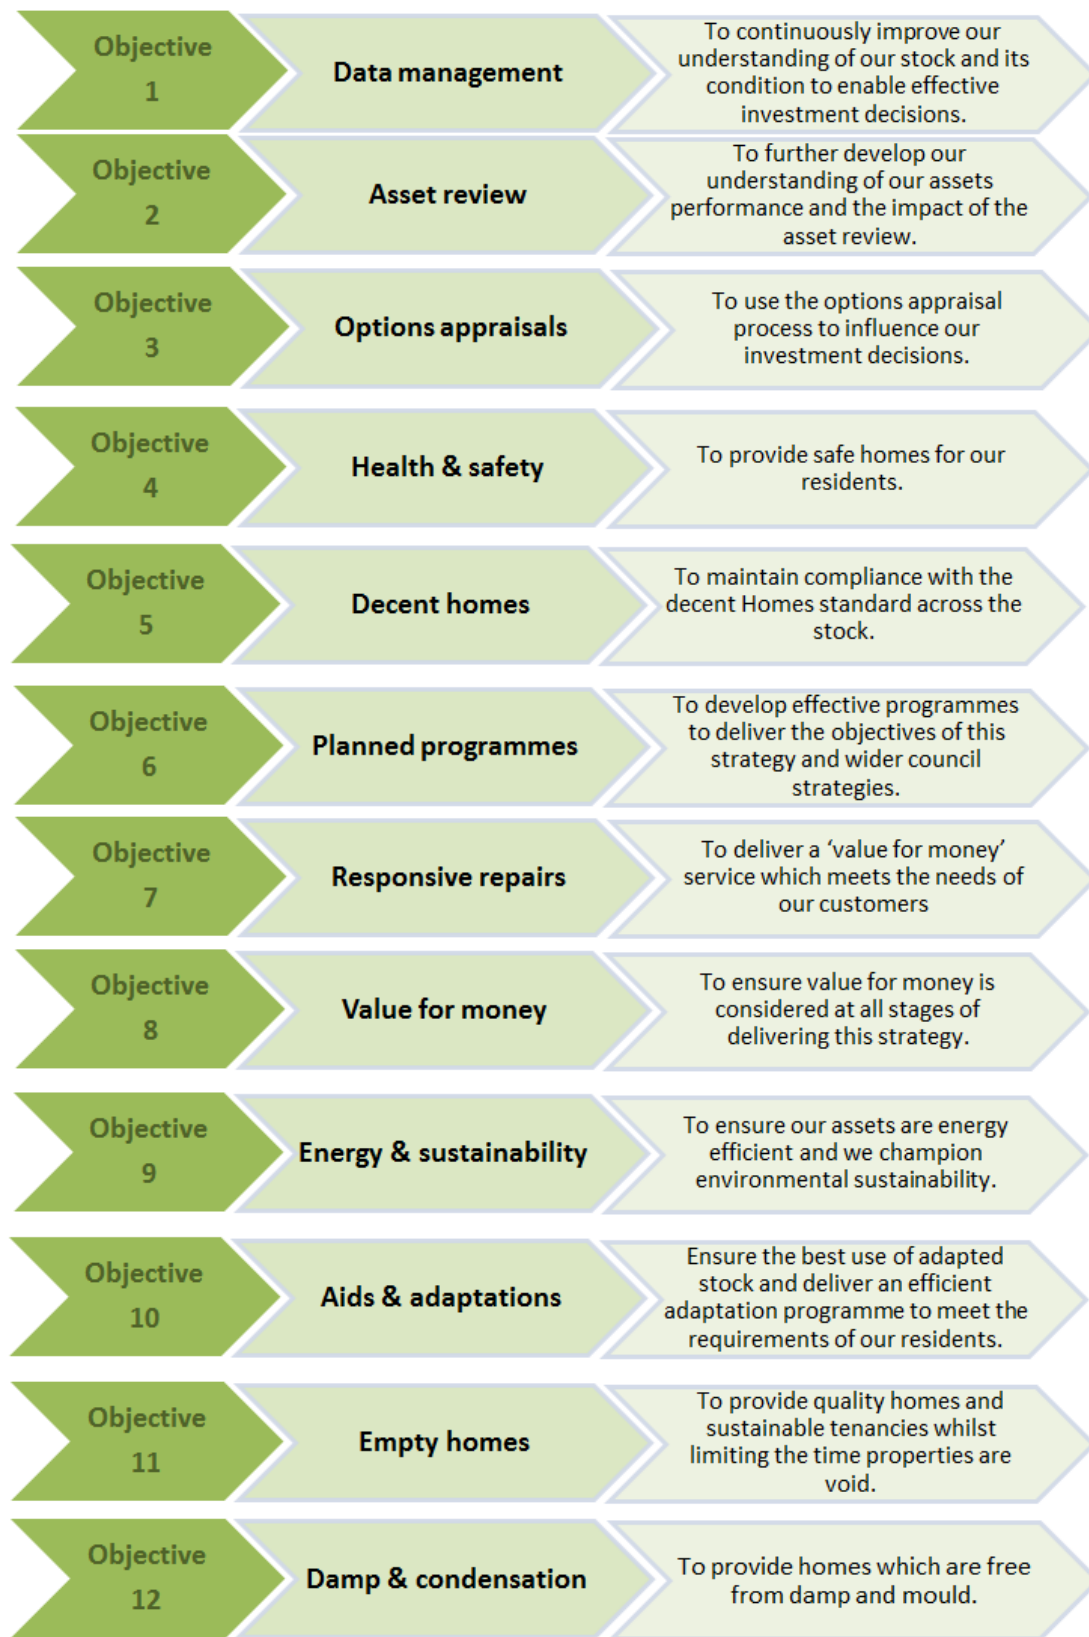 Objective
1
Data management
To continuously improve our
understanding of our stock and its
condition to enable effective
investment decisions.
Objective
2
Asset review
To further develop our
understanding of our assets
performance and the impact of the
asset review.
Objective
3
Options appraisals
To use the options appraisal
process to influence our
investment decisions.
Objective
4
Health & safety
To provide safe homes for our
residents.
Objective
5
Decent homes
To maintain compliance with the
decent Homes standard across the
stock.
Objective
6
Planned programmes
To develop effective programmes
to deliver the objectives of this
strategy and wider council
strategies.
Objective
7
Responsive repairs
To deliver a ‘value for money’
service which meets the needs of
our customers
Objective
8
Value for money
To ensure value for money is
considered at all stages of
delivering this strategy.
Objective
9
Energy & sustainability
To ensure our assets are energy
efficient and we champion
environmental sustainability.
Objective
10
Aids & adaptations
Ensure the best use of adapted
stock and deliver an efficient
adaptation programme to meet the
requirements of our residents.
Objective
11
Empty homes
To provide quality homes and
sustainable tenancies whilst
limiting the time properties are
void.
Objective
12
Damp & condensation
To provide homes which are free
from damp and mould.